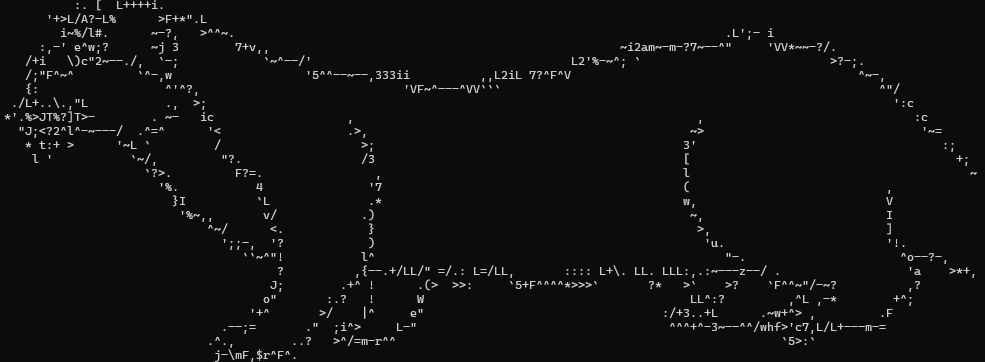 :. [  L++++i.
    '+>L/A?-L%      >F+*".L
      i~%/l#.      ~-?,   >^^~.                                                                      .L';- i
   :,-' e^w;?      ~j 3        7+v,,                                                  ~i2am~-m-?7~--^"     'VV*~~-?/.
 /+i   \)c"2~--./,  `-;            `~^--/'                                     L2'%-~^; `                           >?-;.
 /;"F^~^         `^-,w                   '5^^--~--,333ii          ,,L2iL 7?^F^V                                         ^~-,
 {:                  ^'^?,                             'VF~^---^VV```                                                      ^"/
./L+..\.,"L           .,  >;                                                                                                 ':c
*'.%>JT%?]T>-        . ~-   ic                   ,                                                 ,                              :c
  "J;<?2^l^-~---/  .^=^      '<                  .>,                                              ~>                               '~=
   * t:+ >      '~L `         /                    >;                                            3'                                   :;
    l '           `~/,         "?.                 /3                                            [                                      +;
                    `?>.         F?=.                ,                                           l                                        ~
                      '%.           4               '7                                           (                            ,
                        }I          `L              .*                                           w,                           V
                         '%~,,       v/            .)                                             ~,                          I
                             ^~/      <.            }                                              >,                         ]
                               ';;-,  '?            )                                               'u.                       '!.
                                  ``~^"!           l^                                                  "-.                      ^o--?-,
                                       ?          ,{--.+/LL/" =/.: L=/LL,       :::: L+\. LL. LLL:,.:~---z--/ .                  'a    >*+,
                                      J;        .+^ !      .(>  >>:     `5+F^^^^*>>>`       ?*   >`    >?    `F^^~"/-~?          ,?
                                     o"       :.?   !      W                                      LL^:?         ,^L ,-*        +^;
                                   '+^       >/    |^     e"                                  :/+3..+L      .~w+^> ,         .F
                               .--;=       ."  ;i^>     L-"                                    ^^^+^-3~--^^/whf>'c7,L/L+---m-=
                             .^.,        ..?   >^/=m-r^^                                                       `5>:`
                              j-\mF,$r^F^.